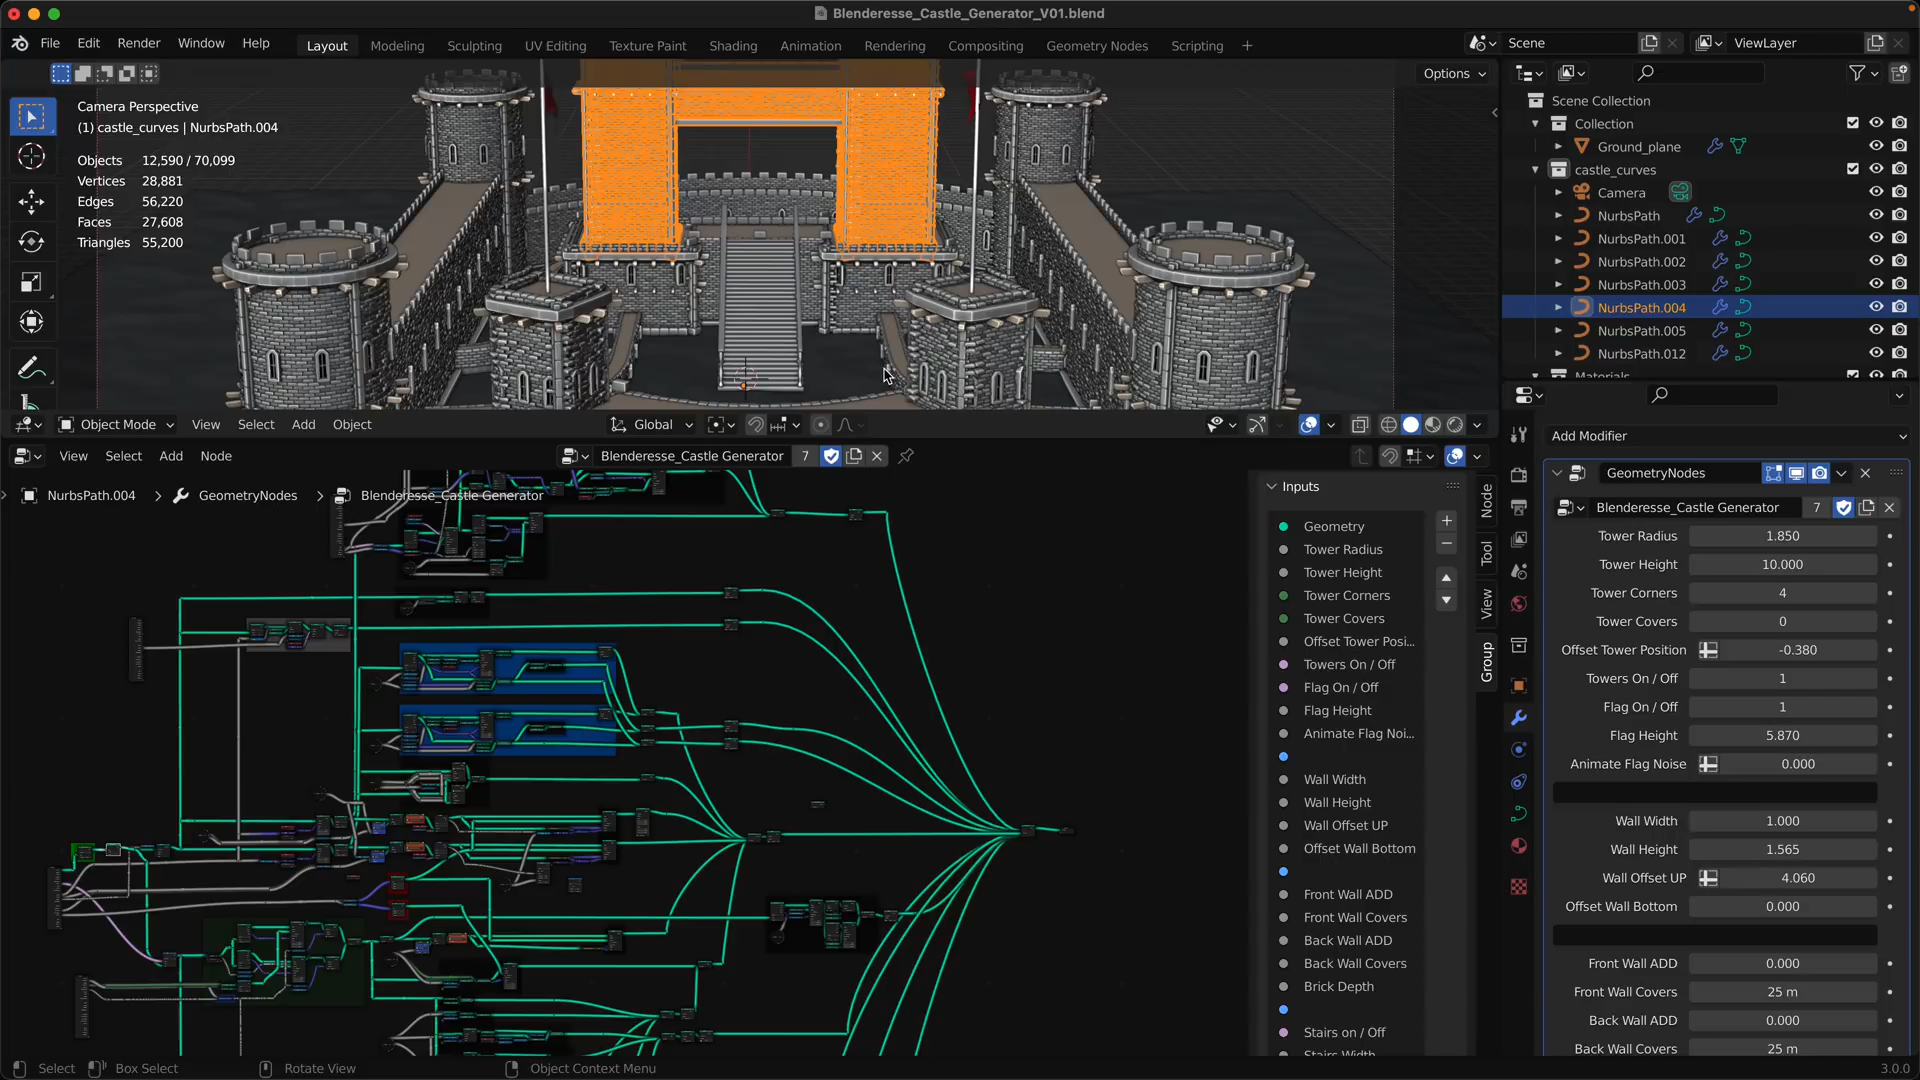 Blenderesse_Castle_Generator_V01.blend
File Edit Render Window Help Layout Modeling Sculpting UV Editing Texture Paint Shading Animation Rendering Compositing Geometry Nodes Scripting Scene ViewLayer
Options
Camera Perspective
(1) castle_curves | NurbsPath.004
Objects 12,590 / 70,099
Vertices 28,881
Edges 56,220
Faces 27,608
Triangles 55,200
Scene Collection
Collection
Ground_plane
castle_curves
Camera
NurbsPath
NurbsPath.001
NurbsPath.002
NurbsPath.003
NurbsPath.004
NurbsPath.005
NurbsPath.012
Materials
Object Mode View Select Add Object Global
View Select Add Node Blenderesse_Castle Generator 7
NurbsPath.004 > GeometryNodes > Blenderesse_Castle Generator
Inputs
Geometry
Tower Radius
Tower Height
Tower Corners
Tower Covers
Offset Tower Posi...
Towers On / Off
Flag On / Off
Flag Height
Animate Flag Noi...
Wall Width
Wall Height
Wall Offset UP
Offset Wall Bottom
Front Wall ADD
Front Wall Covers
Back Wall ADD
Back Wall Covers
Brick Depth
Stairs on / Off
Stairs Width
Node
Tool
View
Group
Add Modifier
GeometryNodes
Blenderesse_Castle Generator 7
Tower Radius 1.850
Tower Height 10.000
Tower Corners 4
Tower Covers 0
Offset Tower Position -0.380
Towers On / Off 1
Flag On / Off 1
Flag Height 5.870
Animate Flag Noise 0.000
Wall Width 1.000
Wall Height 1.565
Wall Offset UP 4.060
Offset Wall Bottom 0.000
Front Wall ADD 0.000
Front Wall Covers 25 m
Back Wall ADD 0.000
Back Wall Covers 25 m
Select Box Select Rotate View Object Context Menu 3.0.0